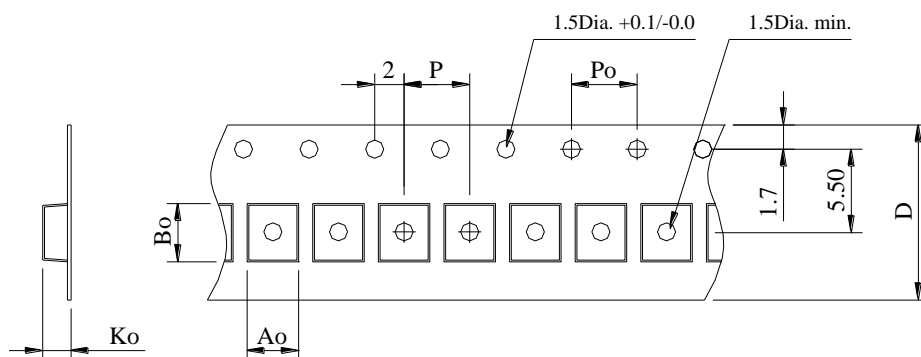 1.5Dia. +0.1/-0.0
1.5Dia. min.
2
P
Po
1.7
5.50
D
Bo
Ko
Ao